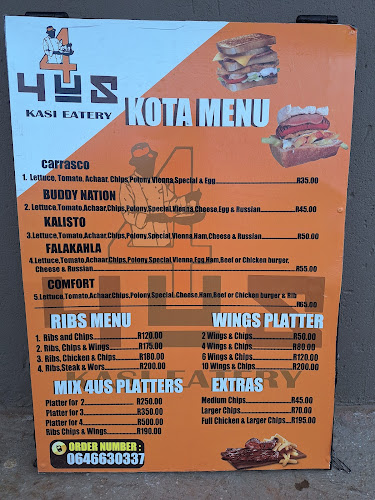 4
4US
KASI EATERY
KOTA MENU
carrasco
1. Lettuce, Tomato,Achaar,Chips,Polony,Vienna,Special & Egg
R35.00
BUDDY NATION
2. Lettuce,Tomato,Achaar,Chips,Polony,Special,Vienna,Cheese,Egg & Russian R45.00
KALISTO
3.Lettuce,Tomato,Achaar,Chips,Polony,Special,Vienna,Ham,Cheese & Russian R50.00
FALAKAHLA
4.Lettuce,Tomato,Achaar,Chips,Polony,Special,Vienna,Egg,Ham,Beef or Chicken burger,
Cheese & Russian R55.00
COMFORT
5.Lettuce,Tomato,Achaar,Chips,Polony,Special, Cheese,Ham,Beef or Chicken burger & Rib
R65.00
RIBS MENU
1. Ribs and Chips R120.00
2. Ribs, Chips & Wings R175.00
3. Ribs, Chicken & Chips R180.00
4. Ribs,Steak & Wors R200.00
WINGS PLATTER
2 Wings & Chips R50.00
4 Wings & Chips R80.00
6 Wings & Chips R120.00
10 Wings & Chips R200.00
4US
KASI EATERY
MIX 4US PLATTERS
Platter for 2 R250.00
Platter for 3 R350.00
Platter for 4 R500.00
Ribs Chips & Wings R190.00
EXTRAS
Medium Chips R45.00
Larger Chips R70.00
Full Chicken & Larger Chips R195.00
ORDER NUMBER :
0646630337